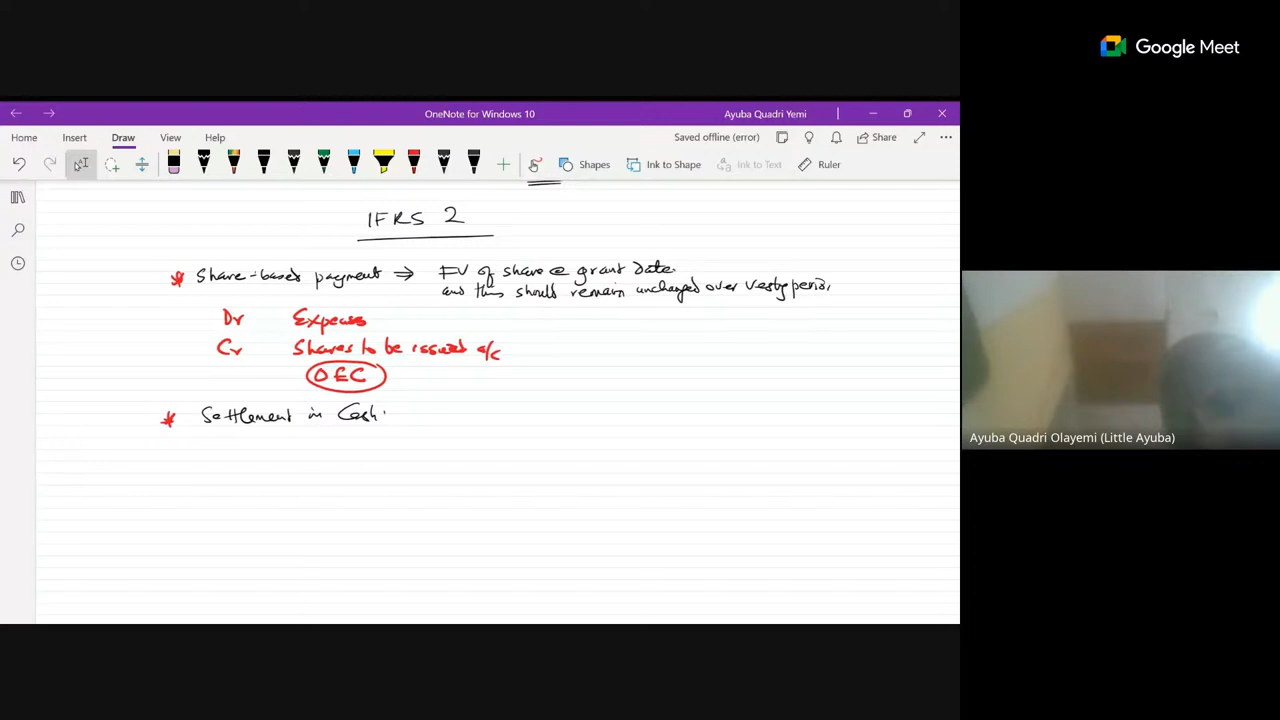 Google Meet
OneNote for Windows 10
Ayuba Quadri Yemi
Home Insert Draw View Help
Saved offline (error)
Share
Shapes
Ink to Shape
Ink to Text
Ruler
IFRS 2
* Share-based payment ⇒ FV of share @ grant Date
and this should remain unchanged over vesting period
Dr Expenses
Cr Shares to be issued a/c
OEC
* Settlement in Cash
Ayuba Quadri Olayemi (Little Ayuba)